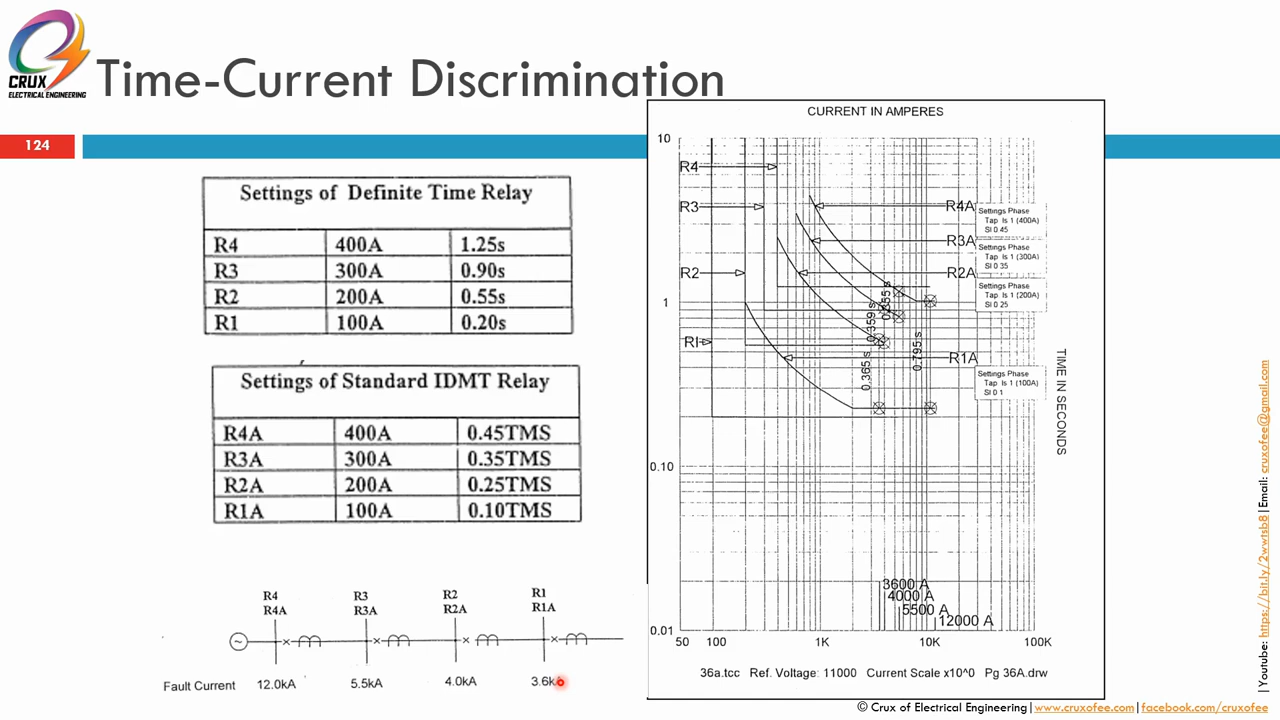 CRUX
ELECTRICAL ENGINEERING
Time-Current Discrimination
124
Settings of Definite Time Relay
R4 400A 1.25s
R3 300A 0.90s
R2 200A 0.55s
R1 100A 0.20s
Settings of Standard IDMT Relay
R4A 400A 0.45TMS
R3A 300A 0.35TMS
R2A 200A 0.25TMS
R1A 100A 0.10TMS
R4 R3 R2 R1
R4A R3A R2A R1A
Fault Current 12.0kA 5.5kA 4.0kA 3.6kA
CURRENT IN AMPERES
10
R4
R3
R4A
Settings Phase
Tap Is 1 (400A)
SI 0.45
R3A
Settings Phase
Tap Is 1 (300A)
SI 0.35
R2
R2A
Settings Phase
Tap Is 1 (200A)
SI 0.25
1
0.355 s
0.359 s
0.365 s
0.795 s
R1
R1A
Settings Phase
Tap Is 1 (100A)
SI 0.1
TIME IN SECONDS
0.10
3600 A
4000 A
5500 A
12000 A
0.01
50 100 1K 10K 100K
36a.tcc Ref. Voltage: 11000 Current Scale x10^0 Pg 36A.drw
| Youtube: https://bit.ly/2wwtsb8 | Email: cruxofee@gmail.com
© Crux of Electrical Engineering | www.cruxofee.com | facebook.com/cruxofee